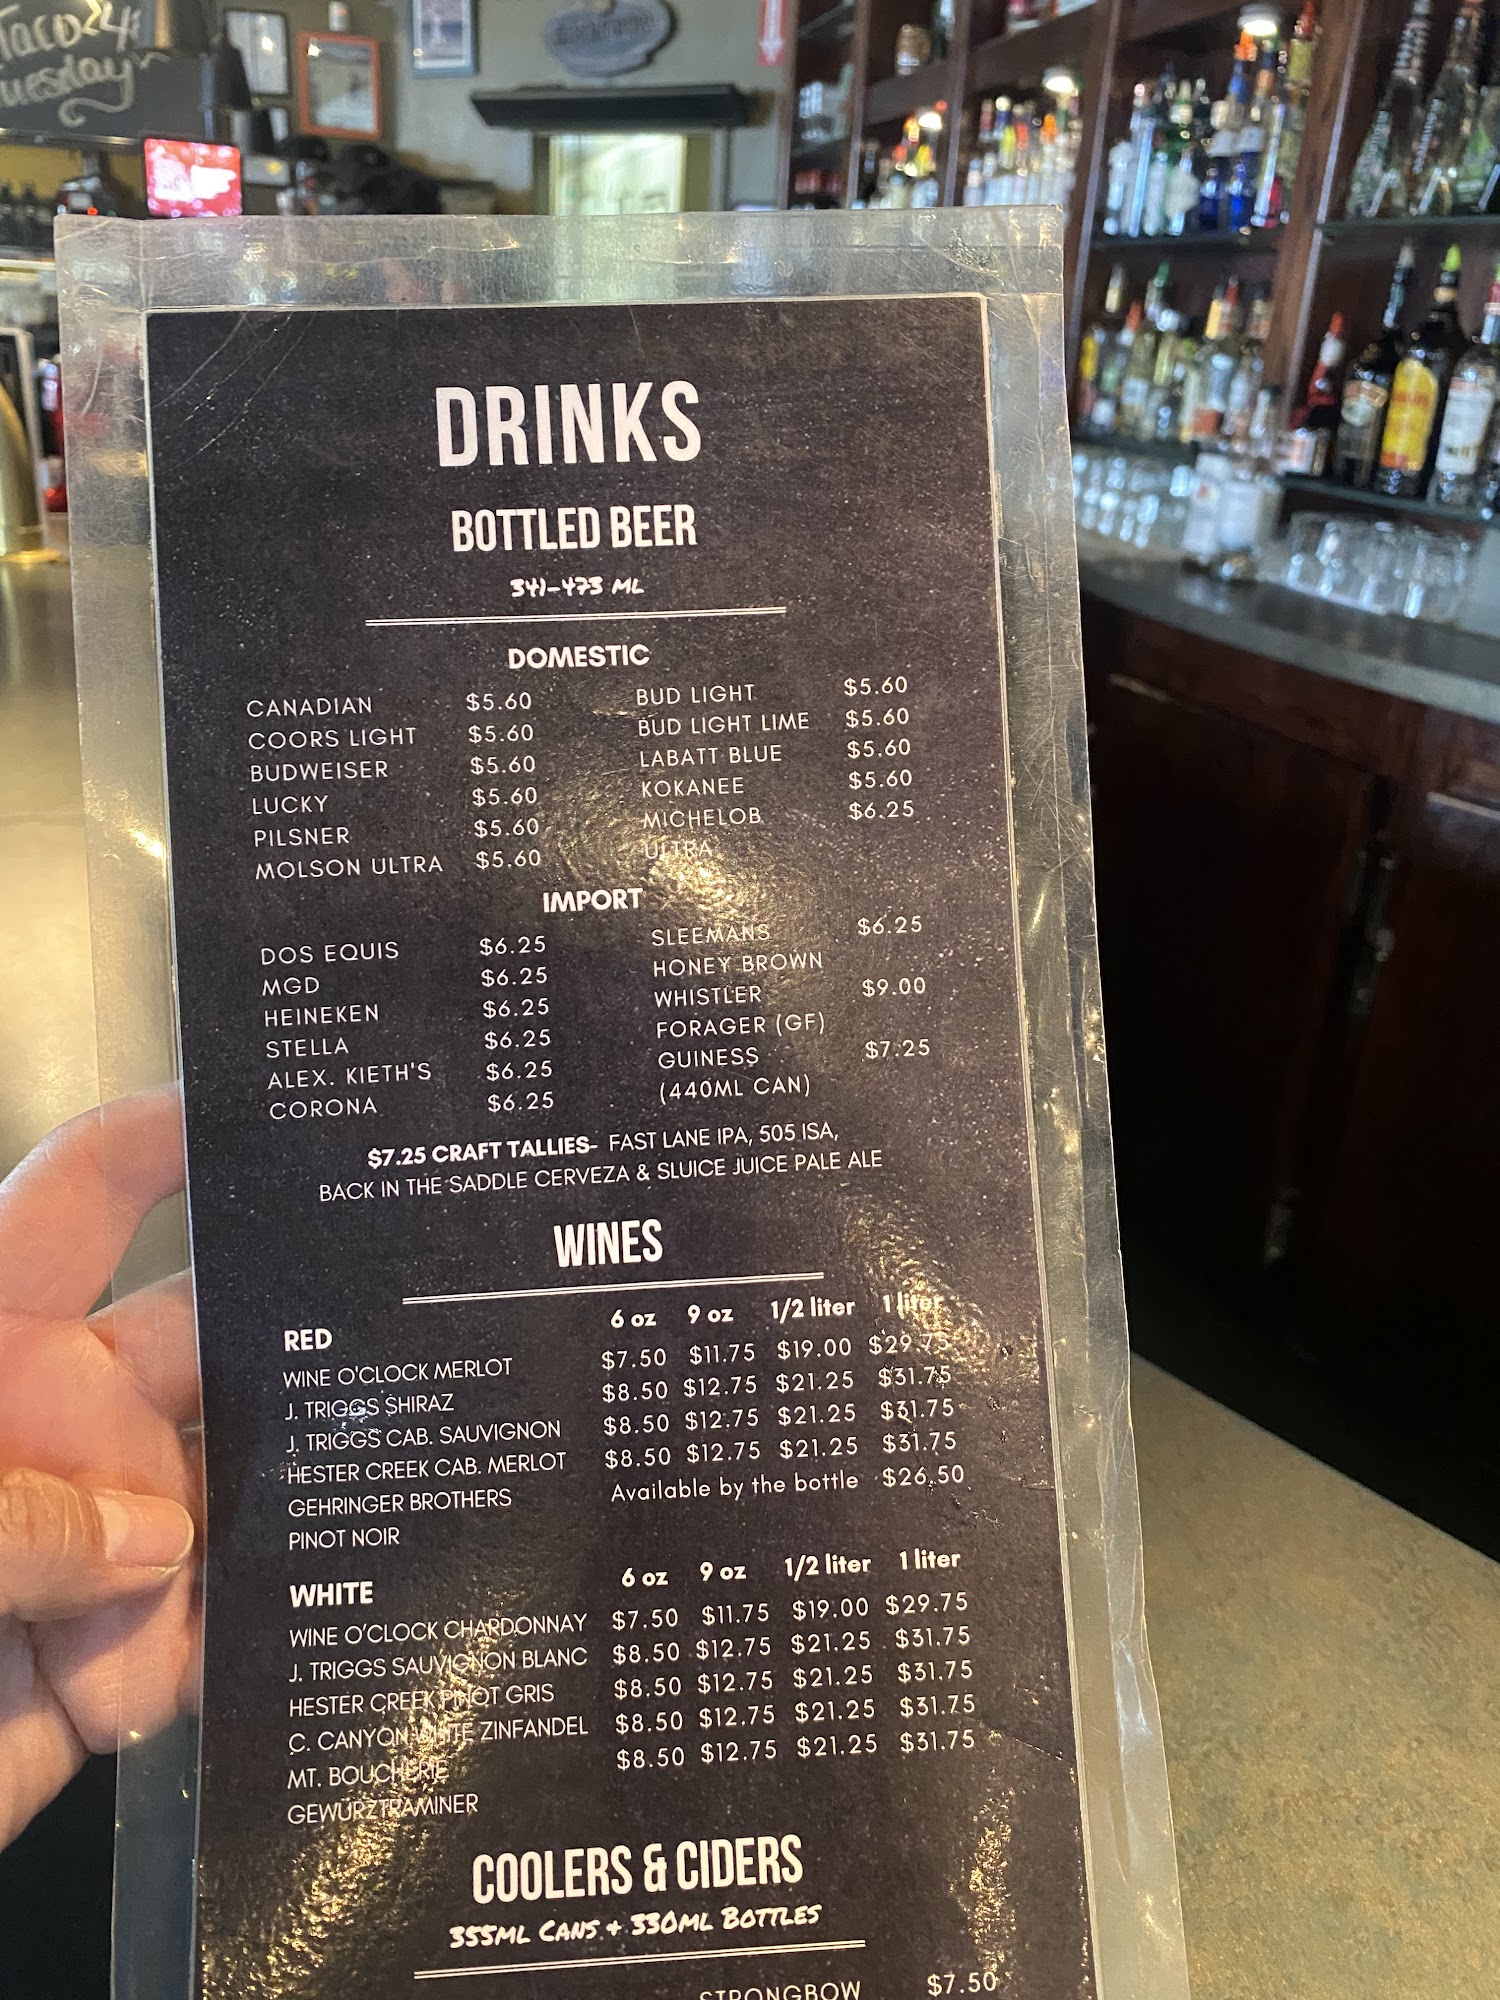 Taco 4
Tuesday
DRINKS
BOTTLED BEER
341-473 ML
DOMESTIC
CANADIAN $5.60 BUD LIGHT $5.60
COORS LIGHT $5.60 BUD LIGHT LIME $5.60
BUDWEISER $5.60 LABATT BLUE $5.60
LUCKY $5.60 KOKANEE $5.60
PILSNER $5.60 MICHELOB $6.25
MOLSON ULTRA $5.60 ULTRA
IMPORT
DOS EQUIS $6.25 SLEEMANS $6.25
MGD $6.25 HONEY BROWN
HEINEKEN $6.25 WHISTLER $9.00
STELLA $6.25 FORAGER (GF)
ALEX. KIETH'S $6.25 GUINESS $7.25
CORONA $6.25 (440ML CAN)
$7.25 CRAFT TALLIES- FAST LANE IPA, 505 ISA,
BACK IN THE SADDLE CERVEZA & SLUICE JUICE PALE ALE
WINES
RED 6 oz 9 oz 1/2 liter 1 liter
WINE O'CLOCK MERLOT $7.50 $11.75 $19.00 $29.75
J. TRIGGS SHIRAZ $8.50 $12.75 $21.25 $31.75
J. TRIGGS CAB. SAUVIGNON $8.50 $12.75 $21.25 $31.75
HESTER CREEK CAB. MERLOT $8.50 $12.75 $21.25 $31.75
GEHRINGER BROTHERS Available by the bottle $26.50
PINOT NOIR
WHITE 6 oz 9 oz 1/2 liter 1 liter
WINE O'CLOCK CHARDONNAY $7.50 $11.75 $19.00 $29.75
J. TRIGGS SAUVIGNON BLANC $8.50 $12.75 $21.25 $31.75
HESTER CREEK PINOT GRIS $8.50 $12.75 $21.25 $31.75
C. CANYON WHITE ZINFANDEL $8.50 $12.75 $21.25 $31.75
MT. BOUCHERIE $8.50 $12.75 $21.25 $31.75
GEWURZTRAMINER
COOLERS & CIDERS
355ML CANS + 330ML BOTTLES
STRONGBOW $7.50